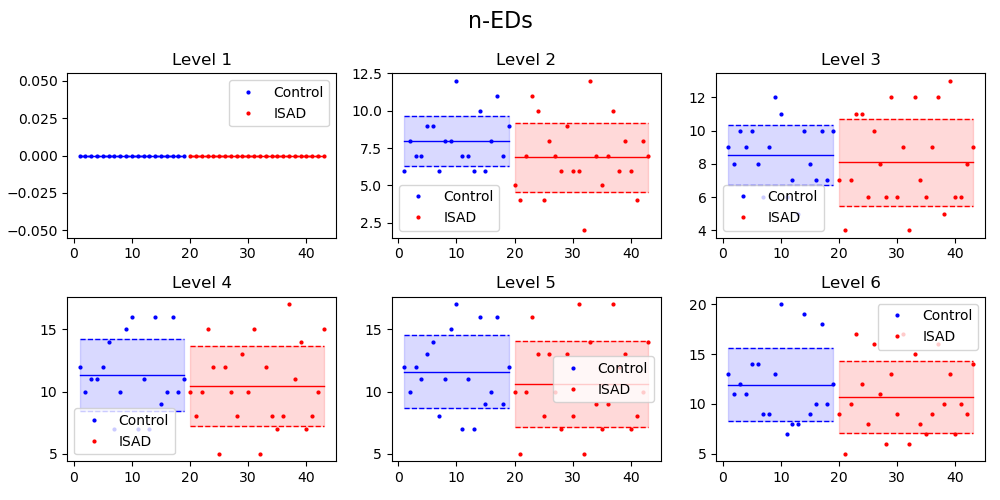 n-EDs
Level 1
Level 2
Level 3
0.050
0.025
0.000
−0.025
−0.050
0 10 20 30 40
Control
ISAD
12.5
10.0
7.5
5.0
2.5
0 10 20 30 40
Control
ISAD
12
10
8
6
4
0 10 20 30 40
Control
ISAD
Level 4
Level 5
Level 6
15
10
5
0 10 20 30 40
Control
ISAD
15
10
5
0 10 20 30 40
Control
ISAD
20
15
10
5
0 10 20 30 40
Control
ISAD